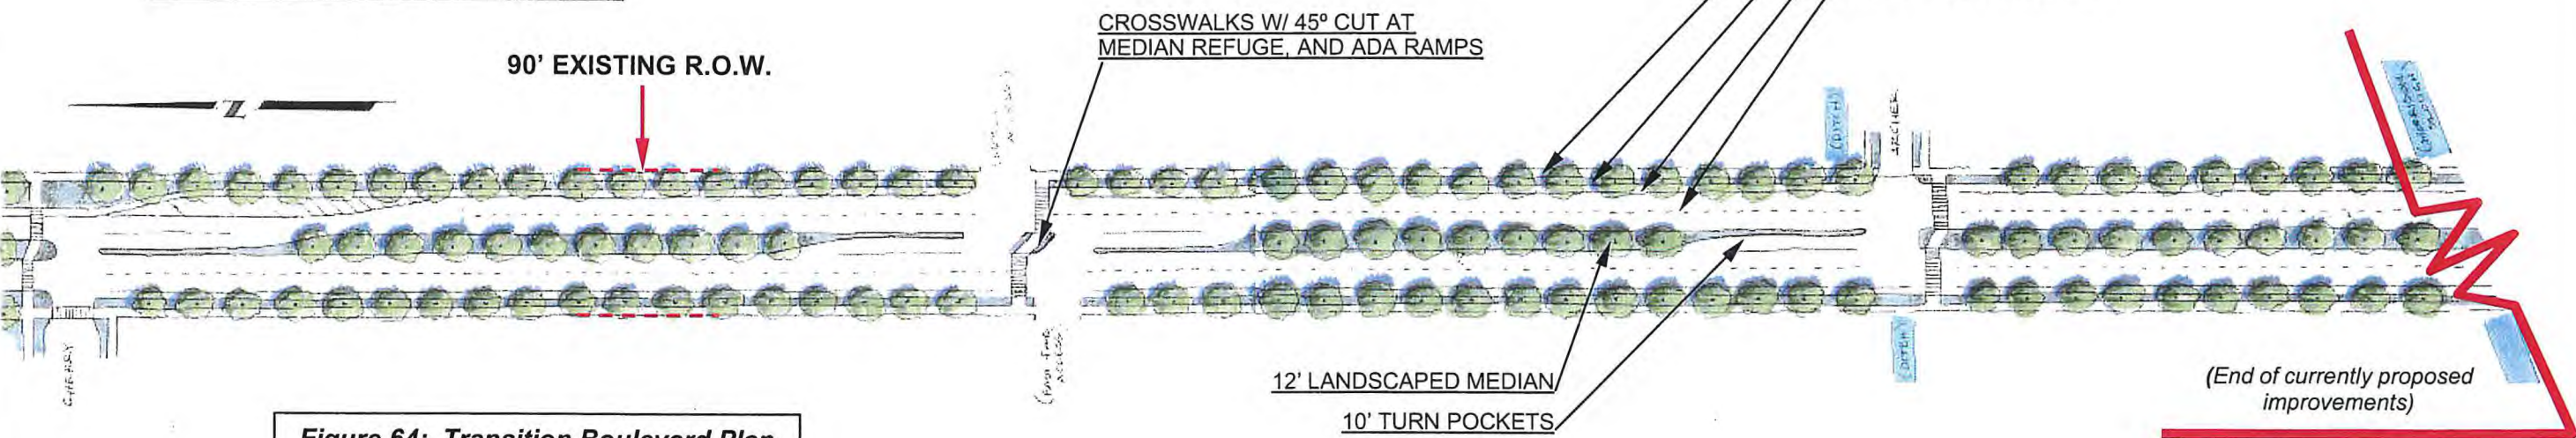 CROSSWALKS W/ 45º CUT AT
MEDIAN REFUGE, AND ADA RAMPS
90' EXISTING R.O.W.
Z
(DITCH)
ARCHER
CHERRY
ACCESS)
(DITCH)
12' LANDSCAPED MEDIAN
10' TURN POCKETS
(End of currently proposed
improvements)
Figure 64: Transition Boulevard Plan